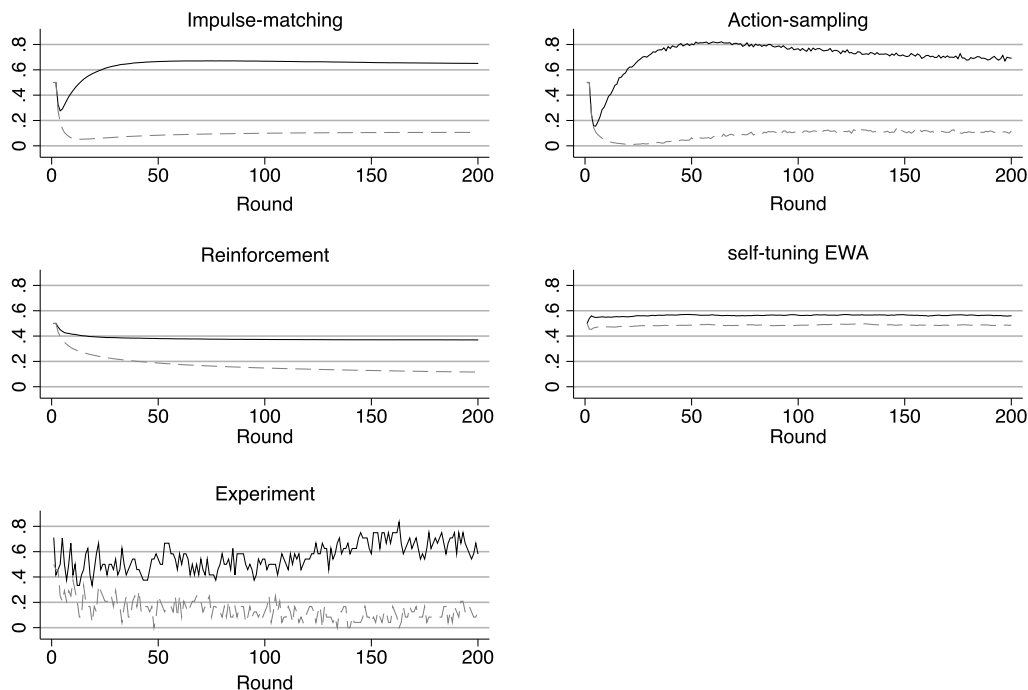 Impulse-matching
.8
.6
.4
.2
0
0 50 100 150 200
Round
Action-sampling
.8
.6
.4
.2
0
0 50 100 150 200
Round
Reinforcement
.8
.6
.4
.2
0
0 50 100 150 200
Round
self-tuning EWA
.8
.6
.4
.2
0
0 50 100 150 200
Round
Experiment
.8
.6
.4
.2
0
0 50 100 150 200
Round